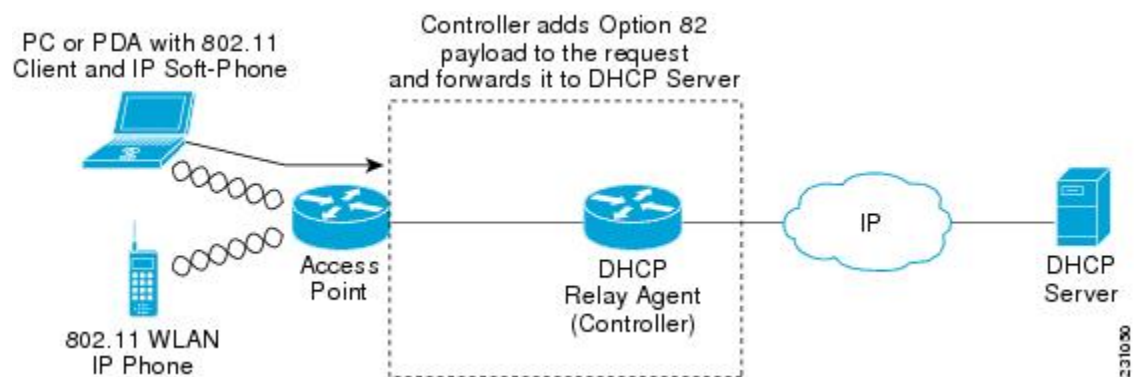 Controller adds Option 82
payload to the request
and forwards it to DHCP Server
PC or PDA with 802.11
Client and IP Soft-Phone
Access
Point
802.11 WLAN
IP Phone
DHCP
Relay Agent
(Controller)
IP
DHCP
Server
231050